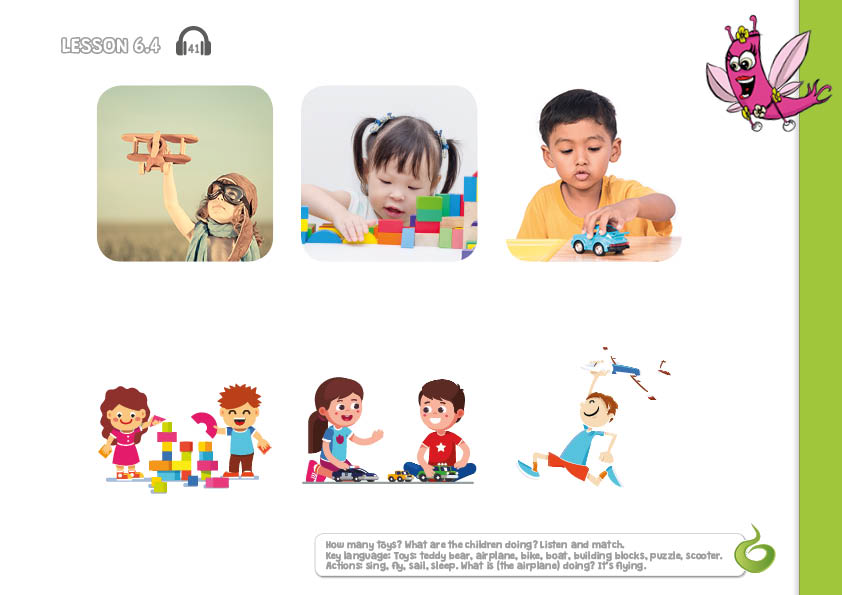 LESSON 6.4
41
How many Toys? What are the children doing? Listen and match.
Key language: Toys: teddy bear, airplane, bike, boat, building blocks, puzzle, scooter.
Actions: sing, fly, sail, sleep. What is (the airplane) doing? It's flying.